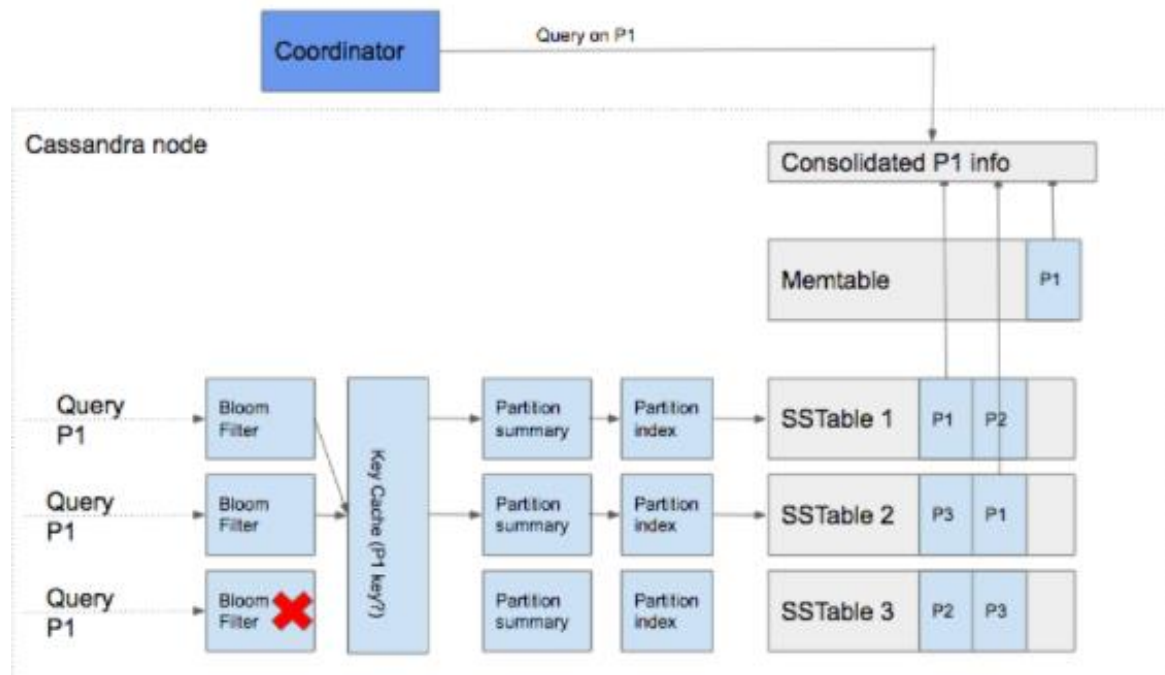 Coordinator
Query on P1
Cassandra node
Consolidated P1 info
Memtable
P1
Query
P1
Bloom
Filter
Key Cache (P1 key?)
Partition
summary
Partition
index
SSTable 1
P1
P2
Query
P1
Bloom
Filter
Partition
summary
Partition
index
SSTable 2
P3
P1
Query
P1
Bloom
Filter
Partition
summary
Partition
index
SSTable 3
P2
P3